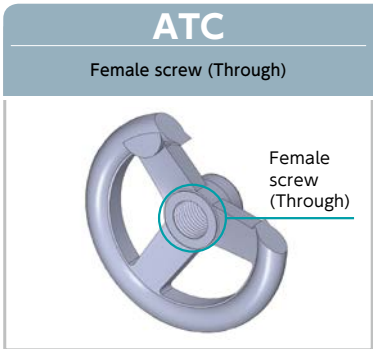 ATC
Female screw (Through)
Female
screw
(Through)